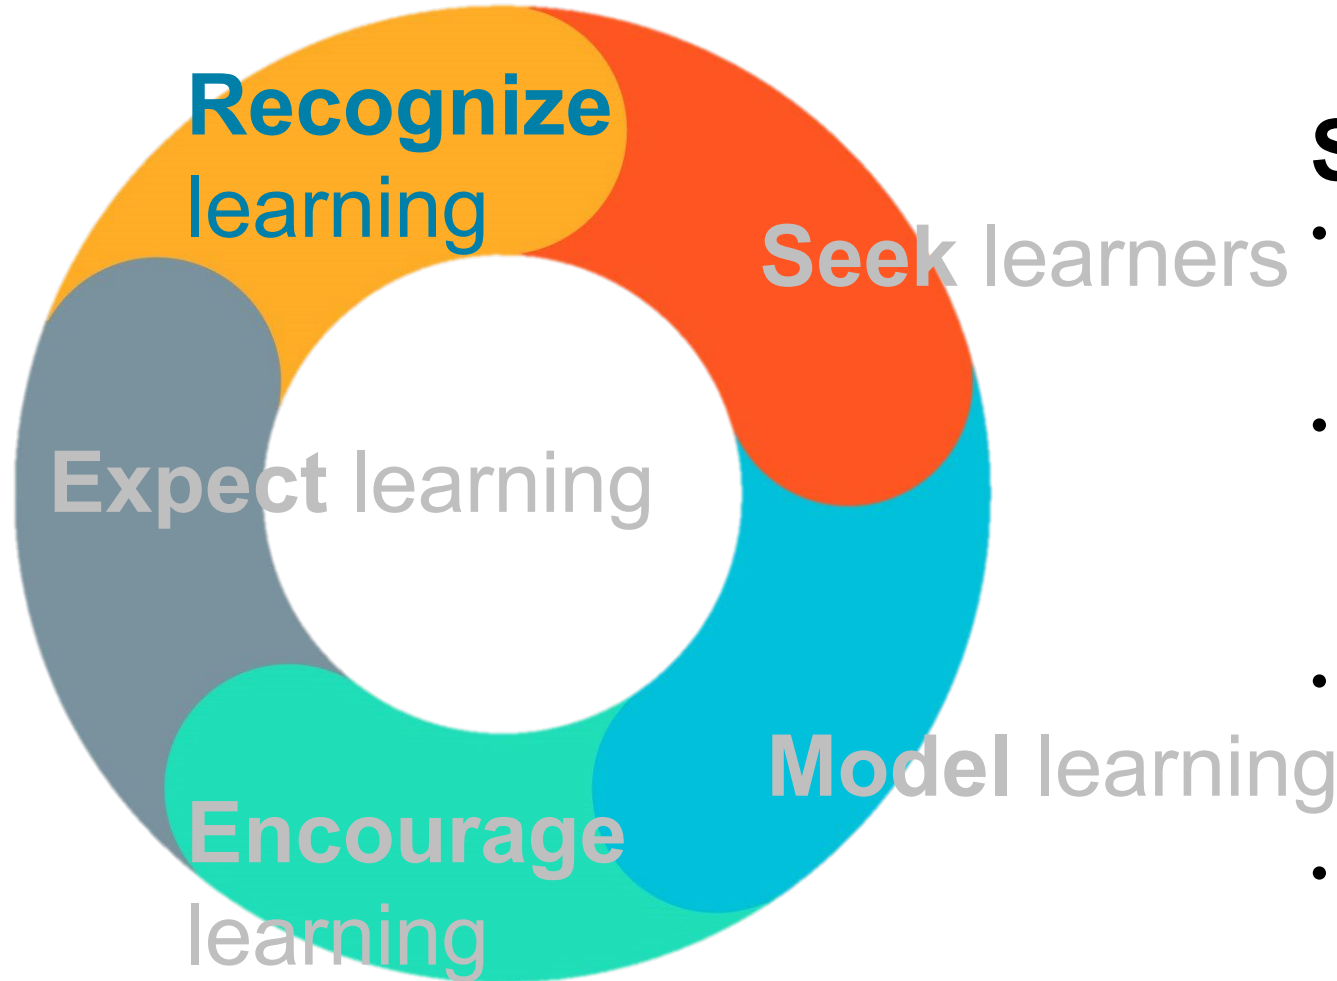 Recognize
learning
Seek learners
Expect learning
Model learning
Encourage
learning
S
•
•
•
•